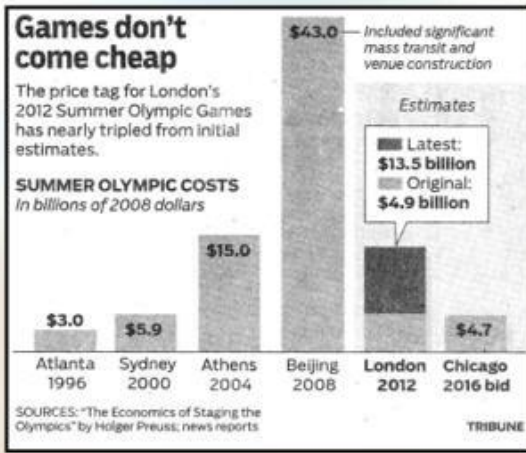 Games don't
come cheap
The price tag for London's
2012 Summer Olympic Games
has nearly tripled from initial
estimates.
SUMMER OLYMPIC COSTS
In billions of 2008 dollars
$43.0
Included significant
mass transit and
venue construction
Estimates
Latest:
$13.5 billion
Original:
$4.9 billion
$15.0
$3.0
$5.9
$4.7
Atlanta
1996
Sydney
2000
Athens
2004
Beijing
2008
London
2012
Chicago
2016 bid
SOURCES: "The Economics of Staging the
Olympics" by Holger Preuss; news reports
TRIBUNE